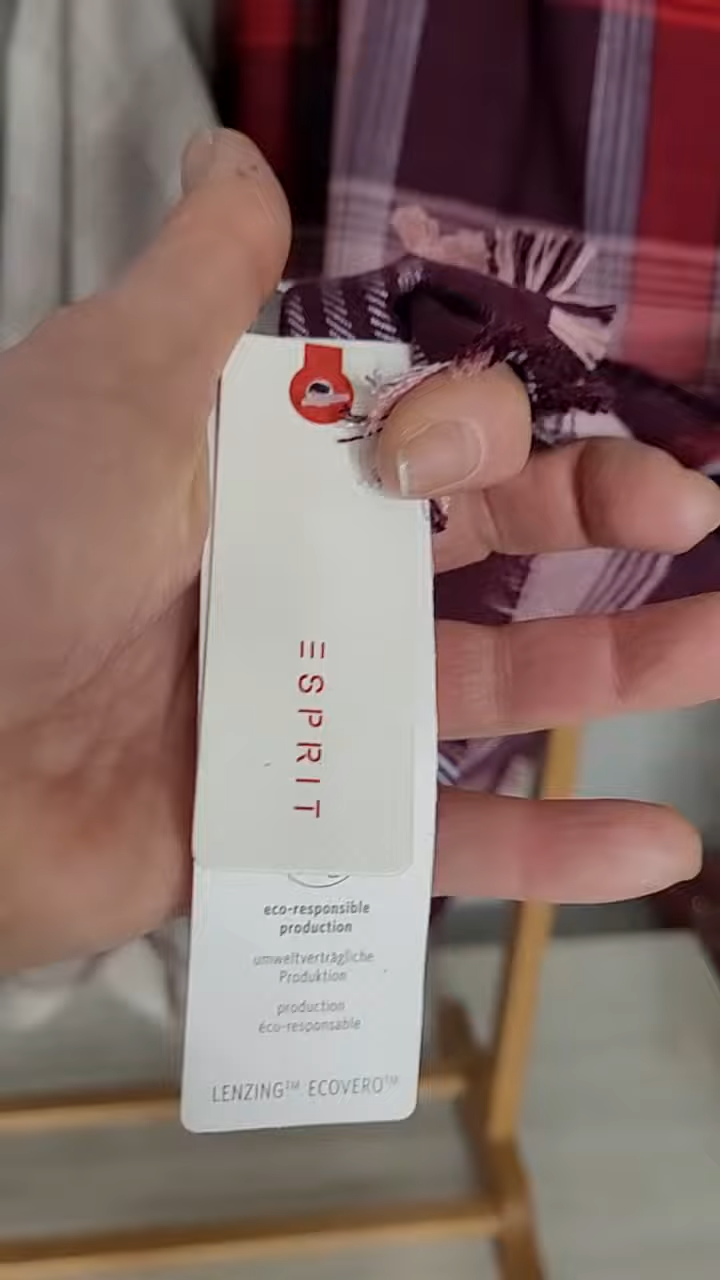 ESPRIT
eco-responsible
production
umweltverträgliche
Produktion
production
éco-responsable
LENZING™ ECOVERO™